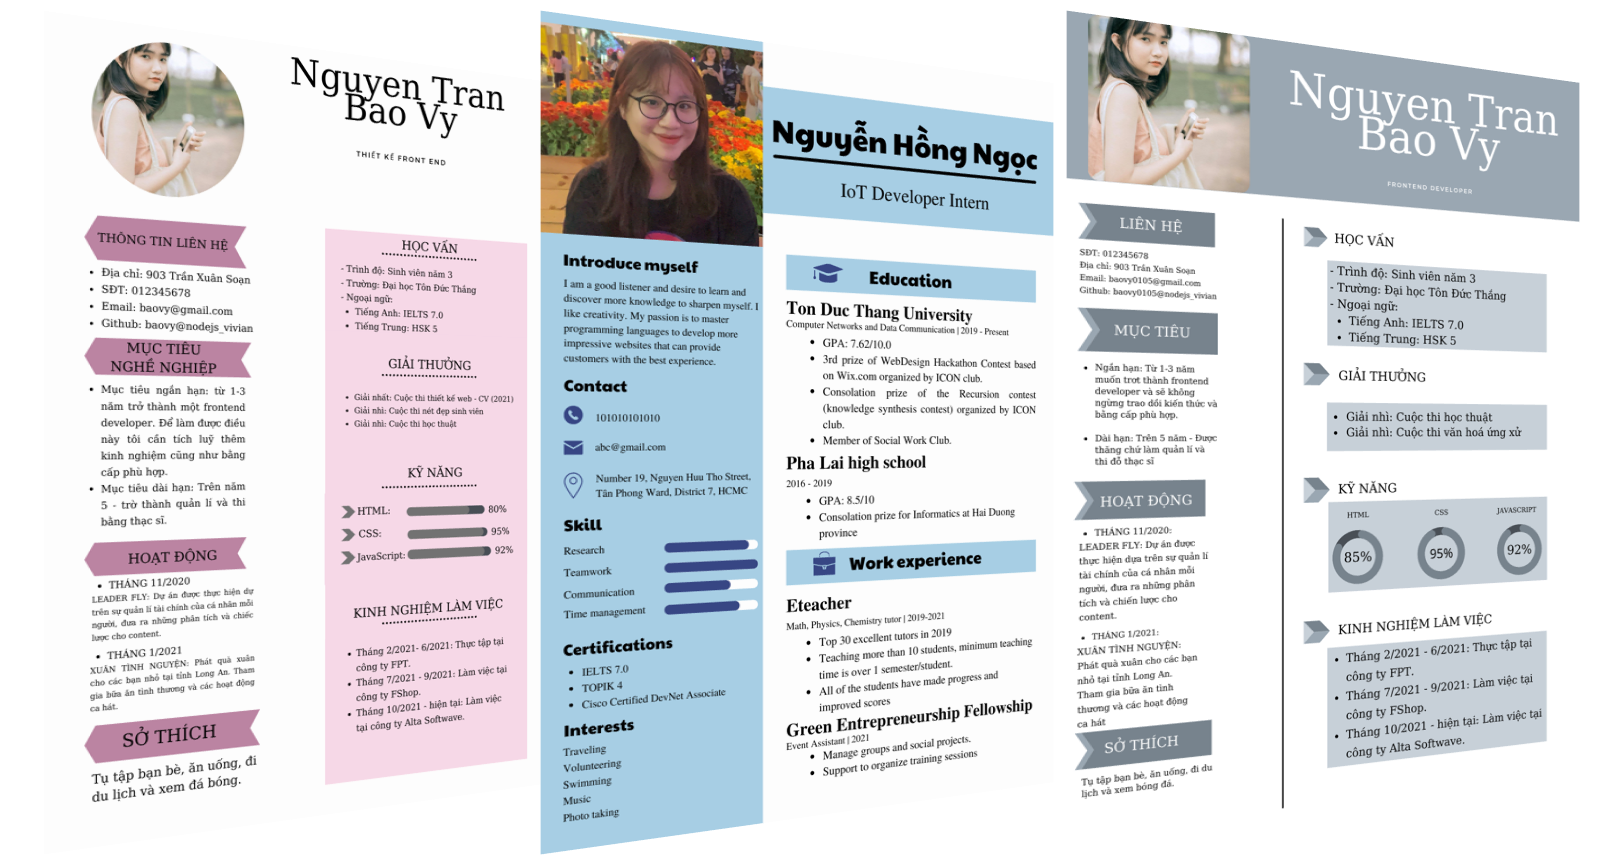 Nguyen Tran
Bao Vy
THIẾT KẾ FRONT END
THÔNG TIN LIÊN HỆ
• Địa chỉ: 903 Trần Xuân Soạn
• SĐT: 012345678
• Email: baovy@gmail.com
• Github: baovy@nodejs_vivian
MỤC TIÊU
NGHỀ NGHIỆP
• Mục tiêu ngắn hạn: từ 1-3
năm trở thành một frontend
developer. Để làm được điều
này tôi cần tích luỹ thêm
kinh nghiệm cũng như bằng
cấp phù hợp.
• Mục tiêu dài hạn: Trên năm
5 - trờ thành quản lí và thi
bằng thạc sĩ.
HOẠT ĐỘNG
• THÁNG 11/2020
LEADER FLY: Dự án được thực hiện dự
trên sự quản lí tài chính của cá nhân mỗi
người, đưa ra những phân tích và chiếc
lược cho content.
• THÁNG 1/2021
XUÂN TÌNH NGUYỆN: Phát quà xuân
cho các bạn nhỏ tại tỉnh Long An. Tham
gia bữa ăn tình thương và các hoạt động
ca hát.
SỞ THÍCH
Tụ tập bạn bè, ăn uống, đi
du lịch và xem đá bóng.
HỌC VẤN
- Trình độ: Sinh viên năm 3
- Trường: Đại học Tôn Đức Thắng
- Ngoại ngữ:
• Tiếng Anh: IELTS 7.0
• Tiếng Trung: HSK 5
GIẢI THƯỞNG
• Giải nhất: Cuộc thi thiết kế web - CV (2021)
• Giải nhì: Cuộc thi nét đẹp sinh viên
• Giải nhì: Cuộc thi học thuật
KỸ NĂNG
HTML: 80%
CSS: 95%
JavaScript: 92%
KINH NGHIỆM LÀM VIỆC
• Tháng 2/2021- 6/2021: Thực tập tại
công ty FPT.
• Tháng 7/2021 - 9/2021: Làm việc tại
công ty FShop.
• Tháng 10/2021 - hiện tại: Làm việc
tại công ty Alta Softwave.
Nguyễn Hồng Ngọc
IoT Developer Intern
Introduce myself
I am a good listener and desire to learn and
discover more knowledge to sharpen myself. I
like creativity. My passion is to master
programming languages to develop more
impressive websites that can provide
customers with the best experience.
Contact
101010101010
abc@gmail.com
Number 19, Nguyen Huu Tho Street,
Tân Phong Ward, District 7, HCMC
Skill
Research
Teamwork
Communication
Time management
Certifications
• IELTS 7.0
• TOPIK 4
• Cisco Certified DevNet Associate
Interests
Traveling
Volunteering
Swimming
Music
Photo taking
Education
Ton Duc Thang University
Computer Networks and Data Communication | 2019 - Present
• GPA: 7.62/10.0
• 3rd prize of WebDesign Hackathon Contest based
on Wix.com organized by ICON club.
• Consolation prize of the Recursion contest
(knowledge synthesis contest) organized by ICON
club.
• Member of Social Work Club.
Pha Lai high school
2016 - 2019
• GPA: 8.5/10
• Consolation prize for Informatics at Hai Duong
province
Work experience
Eteacher
Math, Physics, Chemistry tutor | 2019-2021
• Top 30 excellent tutors in 2019
• Teaching more than 10 students, minimum teaching
time is over 1 semester/student.
• All of the students have made progress and
improved scores
Green Entrepreneurship Fellowship
Event Assistant | 2021
• Manage groups and social projects.
• Support to organize training sessions
Nguyen Tran
Bao Vy
FRONTEND DEVELOPER
LIÊN HỆ
SĐT: 012345678
Địa chỉ: 903 Trần Xuân Soạn
Email: baovy0105@gmail.com
Github: baovy0105@nodejs_vivian
MỤC TIÊU
• Ngắn hạn: Từ 1-3 năm
muốn trơt thành frontend
developer và sẽ không
ngừng trao dồi kiến thức và
bằng cấp phù hợp.
• Dài hạn: Trên 5 năm - Được
thăng chứ làm quản lí và
thi đỗ thạc sĩ
HOẠT ĐỘNG
• THÁNG 11/2020:
LEADER FLY: Dự án được
thực hiện dựa trên sự quản lí
tài chính của cá nhân mỗi
người, đưa ra những phân
tích và chiến lược cho
content.
• THÁNG 1/2021:
XUÂN TÌNH NGUYỆN:
Phát quà xuân cho các bạn
nhỏ tại tỉnh Long An.
Tham gia bữa ăn tình
thương và các hoạt động
ca hát
SỞ THÍCH
Tụ tập bạn bè, ăn uống, đi du
lịch và xem bóng đá.
HỌC VẤN
- Trình độ: Sinh viên năm 3
- Trường: Đại học Tôn Đức Thắng
- Ngoại ngữ:
• Tiếng Anh: IELTS 7.0
• Tiếng Trung: HSK 5
GIẢI THƯỞNG
• Giải nhì: Cuộc thi học thuật
• Giải nhì: Cuộc thi văn hoá ứng xử
KỸ NĂNG
HTML CSS JAVASCRIPT
85% 95% 92%
KINH NGHIỆM LÀM VIỆC
• Tháng 2/2021 - 6/2021: Thực tập tại
công ty FPT.
• Tháng 7/2021 - 9/2021: Làm việc tại
công ty FShop.
• Tháng 10/2021 - hiện tại: Làm việc tại
công ty Alta Softwave.